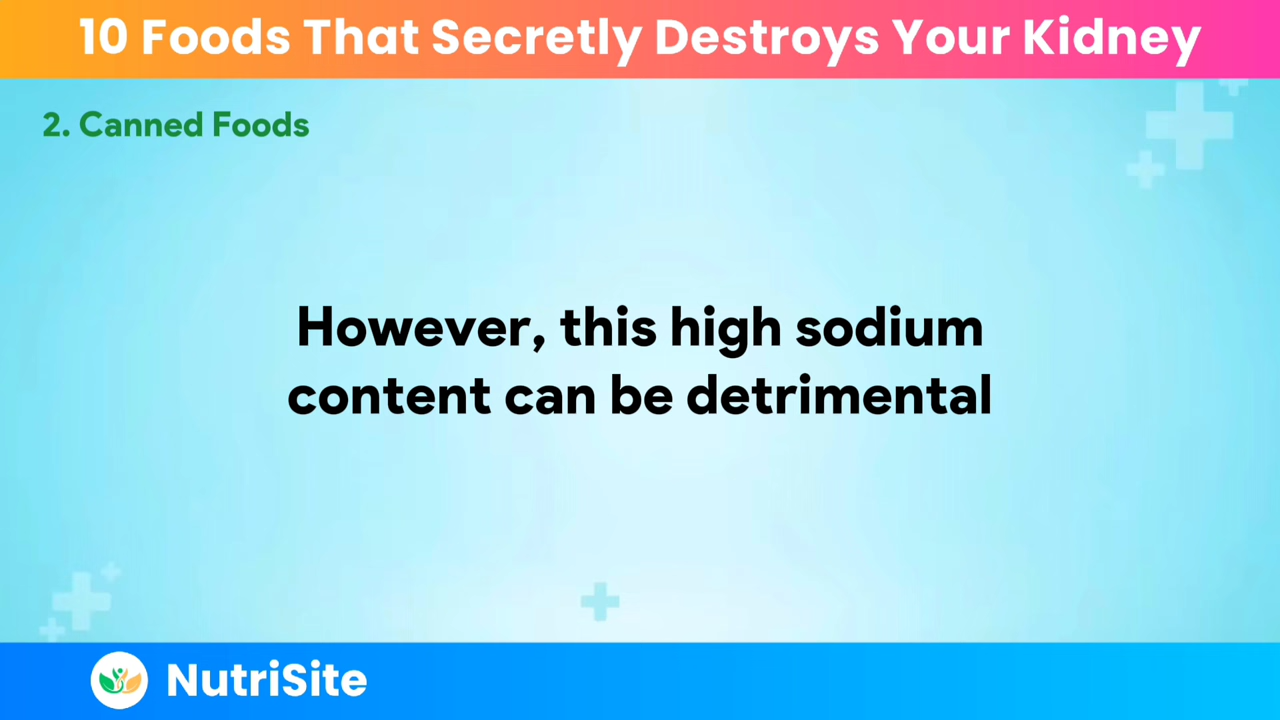 10 Foods That Secretly Destroys Your Kidney
2. Canned Foods
However, this high sodium
content can be detrimental
NutriSite